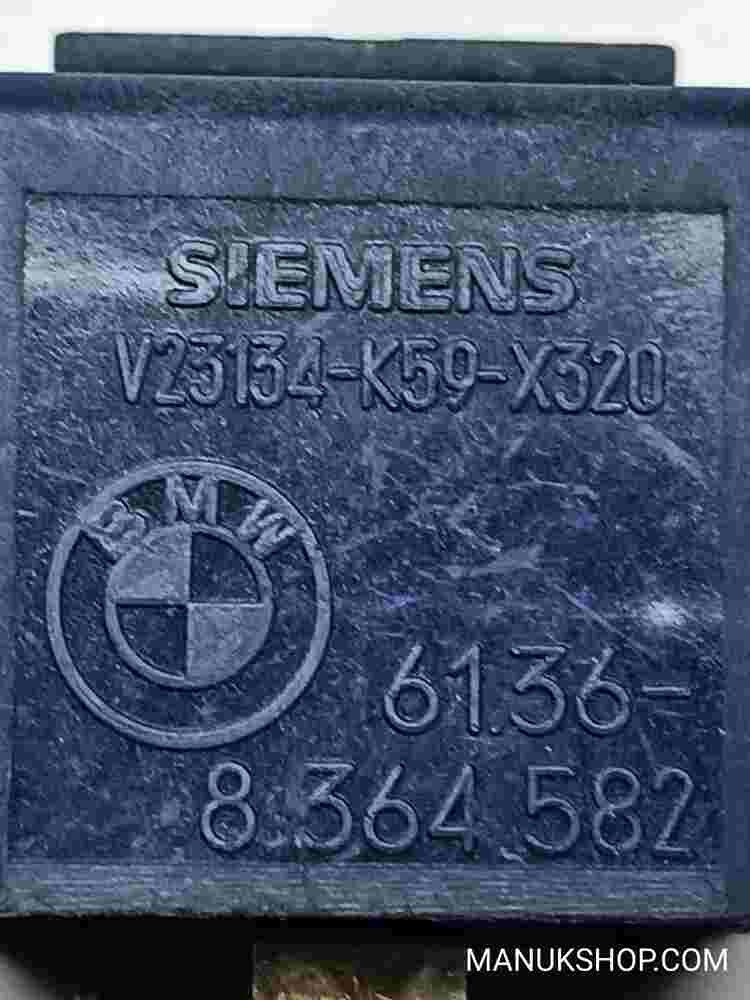 SIEMENS
V23134-K59-X320
BMW
61.36-
8.364 582
MANUKSHOP.COM